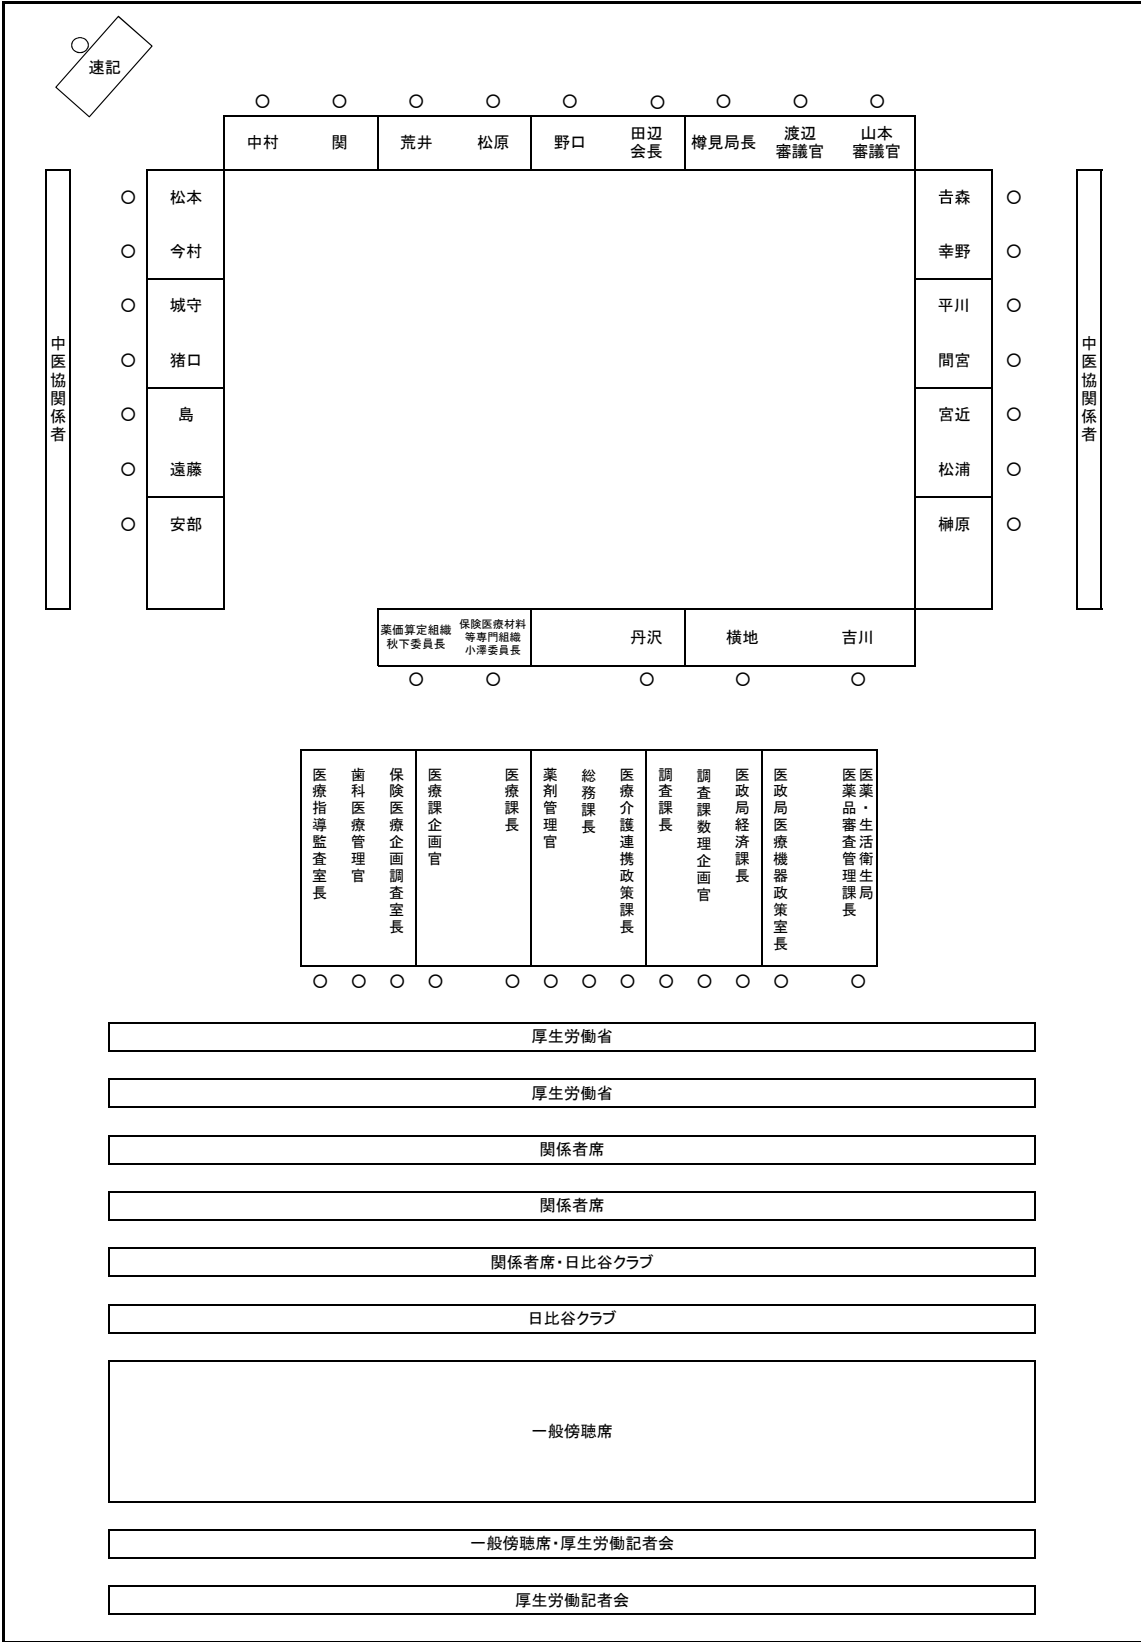 速記
中村
関
荒井
松原
野口
田辺
会長
樽見局長
渡辺
審議官
山本
審議官
松本
今村
城守
猪口
島
遠藤
安部
吉森
幸野
平川
間宮
宮近
松浦
榊原
中医協関係者
中医協関係者
薬価算定組織
秋下委員長
保険医療材料
等専門組織
小澤委員長
丹沢
横地
吉川
医療指導監査室長
歯科医療管理官
保険医療企画調査室長
医療課企画官
医療課長
薬剤管理官
総務課長
医療介護連携政策課長
調査課長
調査課数理企画官
医政局経済課長
医政局医療機器政策室長
医薬・生活衛生局
医薬品審査管理課長
厚生労働省
厚生労働省
関係者席
関係者席
関係者席・日比谷クラブ
日比谷クラブ
一般傍聴席
一般傍聴席・厚生労働記者会
厚生労働記者会